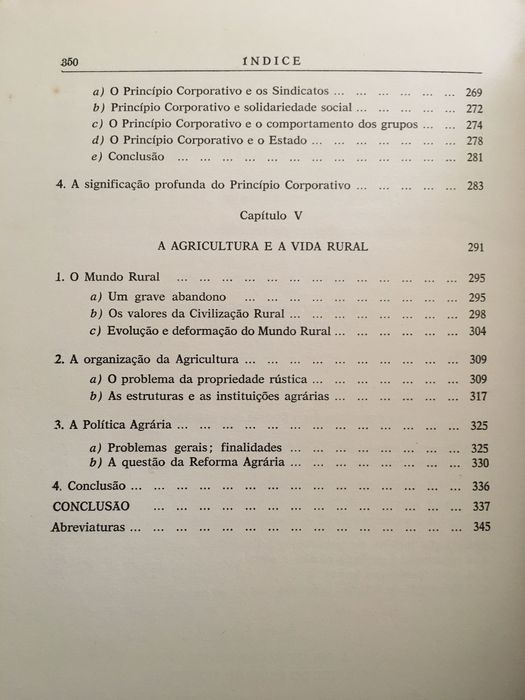 350 ÍNDICE
a) O Princípio Corporativo e os Sindicatos ... ... ... ... ... ... 269
b) Princípio Corporativo e solidariedade social ... ... ... ... ... 272
c) O Princípio Corporativo e o comportamento dos grupos ... ... 274
d) O Princípio Corporativo e o Estado ... ... ... ... ... ... ... 278
e) Conclusão ... ... ... ... ... ... ... ... ... ... ... ... ... 281
4. A significação profunda do Princípio Corporativo ... ... ... ... ... 283
Capítulo V
A AGRICULTURA E A VIDA RURAL 291
1. O Mundo Rural ... ... ... ... ... ... ... ... ... ... ... ... ... 295
a) Um grave abandono ... ... ... ... ... ... ... ... ... ... 295
b) Os valores da Civilização Rural ... ... ... ... ... ... ... ... 298
c) Evolução e deformação do Mundo Rural ... ... ... ... ... ... 304
2. A organização da Agricultura ... ... ... ... ... ... ... ... ... ... 309
a) O problema da propriedade rústica ... ... ... ... ... ... ... 309
b) As estruturas e as instituições agrárias ... ... ... ... ... ... 317
3. A Política Agrária ... ... ... ... ... ... ... ... ... ... ... ... ... 325
a) Problemas gerais; finalidades ... ... ... ... ... ... ... ... 325
b) A questão da Reforma Agrária ... ... ... ... ... ... ... ... 330
4. Conclusão ... ... ... ... ... ... ... ... ... ... ... ... ... ... ... 336
CONCLUSÃO ... ... ... ... ... ... ... ... ... ... ... ... ... ... 337
Abreviaturas ... ... ... ... ... ... ... ... ... ... ... ... ... ... ... 345